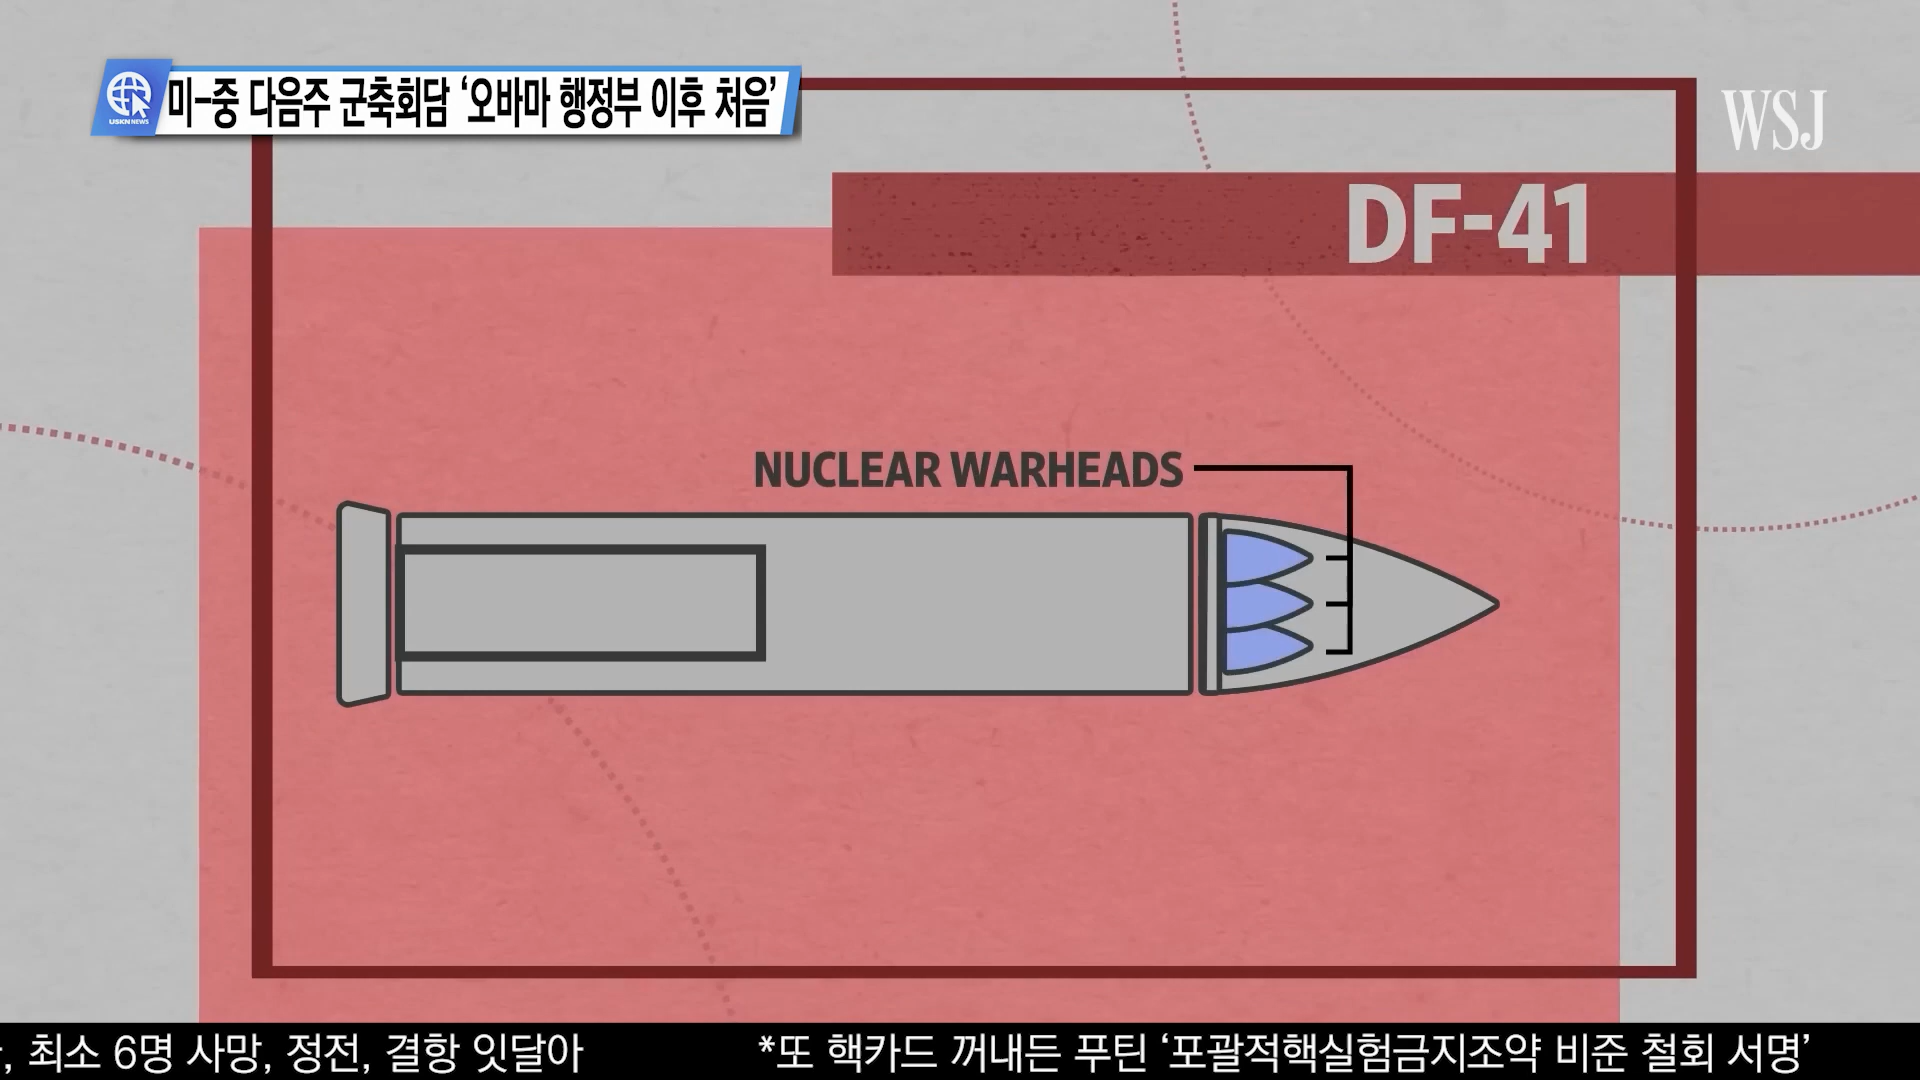 미-중 다음주 군축회담 ‘오바마 행정부 이후 처음’
USKN NEWS
WSJ
DF-41
NUCLEAR WARHEADS
, 최소 6명 사망, 정전, 결항 잇달아 *또 핵카드 꺼내든 푸틴 ‘포괄적핵실험금지조약 비준 철회 서명’